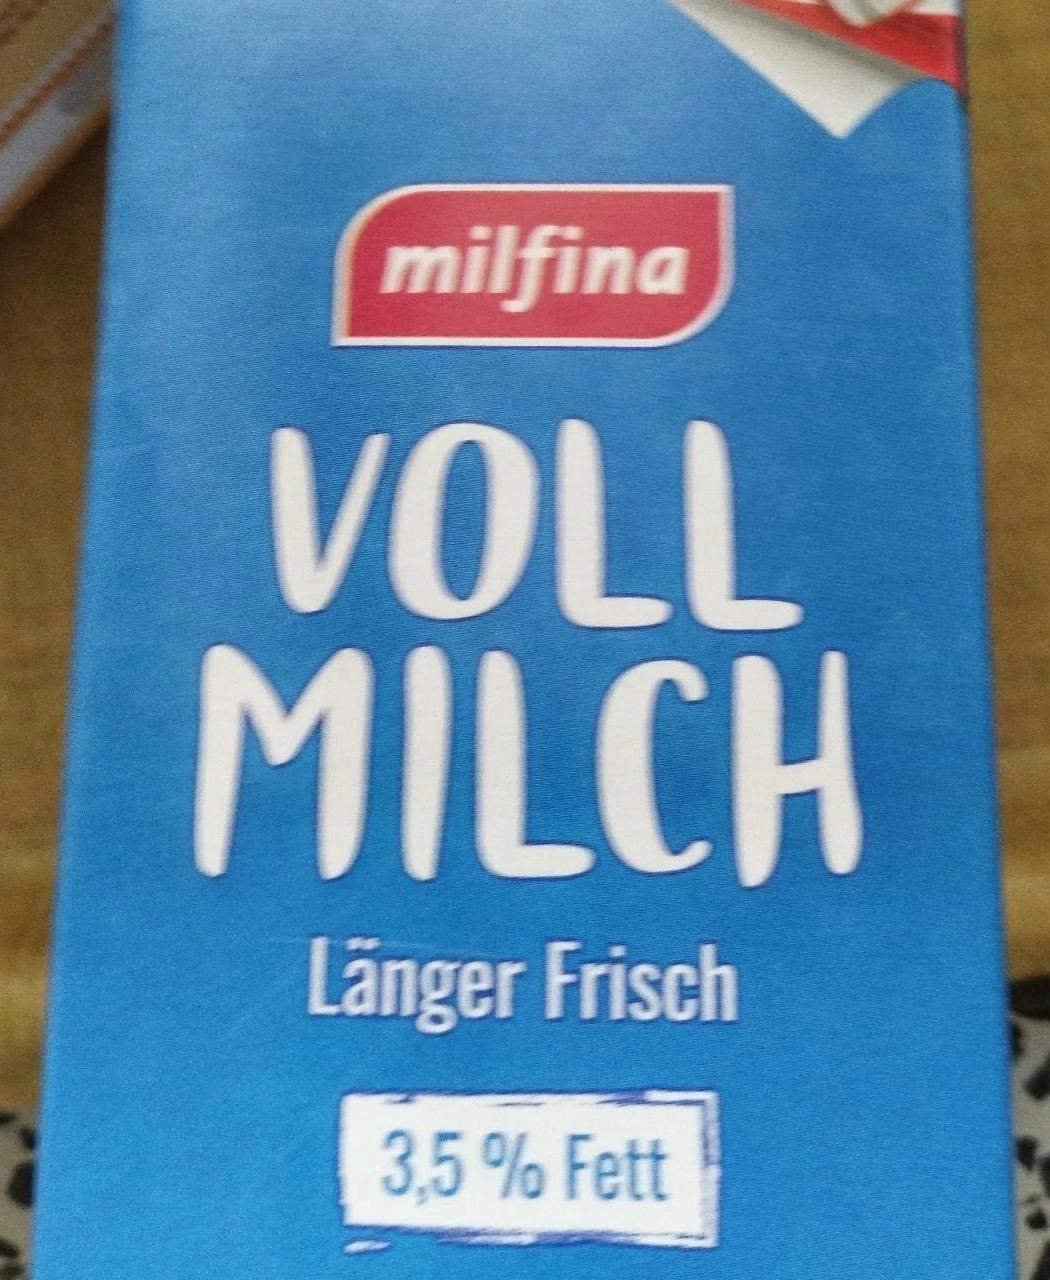 milfina
VOLL
MILCH
Länger Frisch
3,5 % Fett